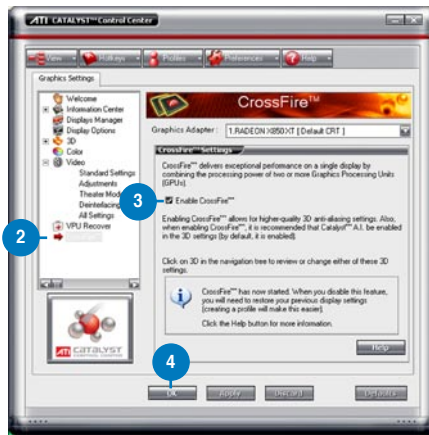 ATI CATALYST™ Control Center
View
Hotkeys
Profiles
Preferences
Help
Graphics Settings
Welcome
Information Center
Displays Manager
Display Options
3D
Color
Video
Standard Settings
Adjustments
Theater Mode
Deinterlacing
All Settings
VPU Recover
2
ATI CATALYST
CONTROL CENTER
CrossFire™
Graphics Adapter :
1.RADEON X850 XT [ Default CRT ]
CrossFire™ Settings
CrossFire™ delivers exceptional performance on a single display by
combining the processing power of two or more Graphics Processing Units
(GPUs).
3
Enable CrossFire™
Enabling CrossFire™ allows for higher-quality 3D anti-aliasing settings. Also,
when enabling CrossFire™, it is recommended that Catalyst™ A.I. be enabled
in the 3D settings (by default, it is enabled).
Click on 3D in the navigation tree to review or change either of these 3D
settings.
CrossFire™ has now started. When you disable this feature,
you will need to restore your previous display settings
(creating a profile will make this easier).
Click the Help button for more information.
Help
4
OK
Apply
Discard
Defaults